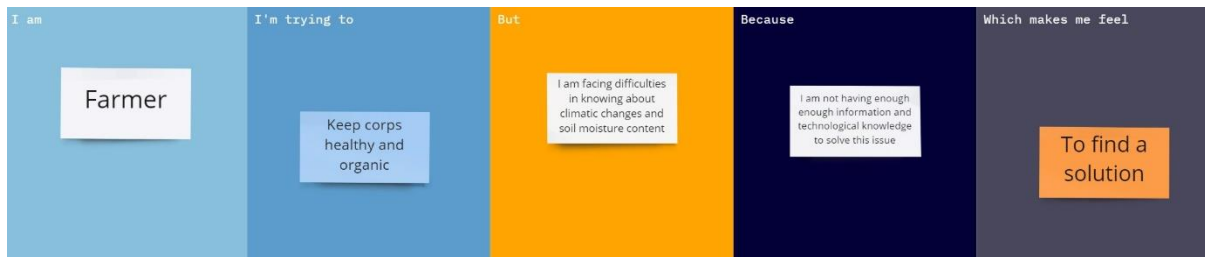 I am
Farmer
I'm trying to
Keep corps
healthy and
organic
But
I am facing difficulties
in knowing about
climatic changes and
soil moisture content
Because
I am not having enough
enough information and
technological knowledge
to solve this issue
Which makes me feel
To find a
solution